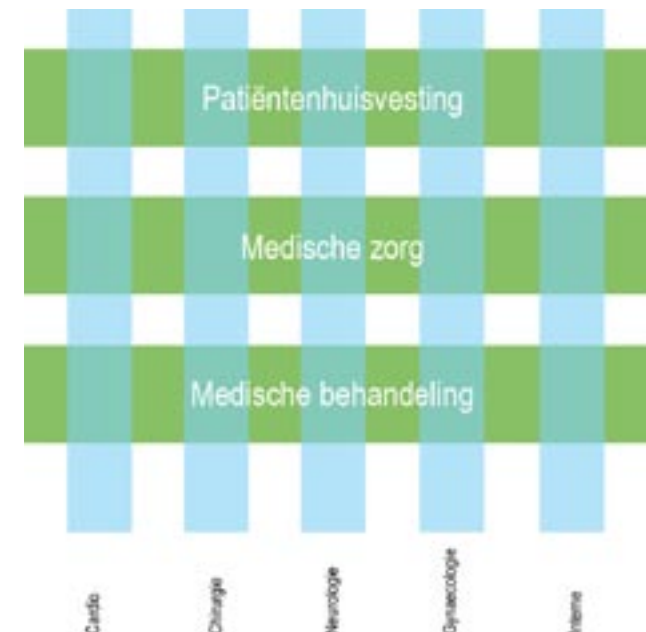 Patiëntenhuisvesting
Medische zorg
Medische behandeling
Cardio
Chirurgie
Neurologie
Gynaecologie
Interne